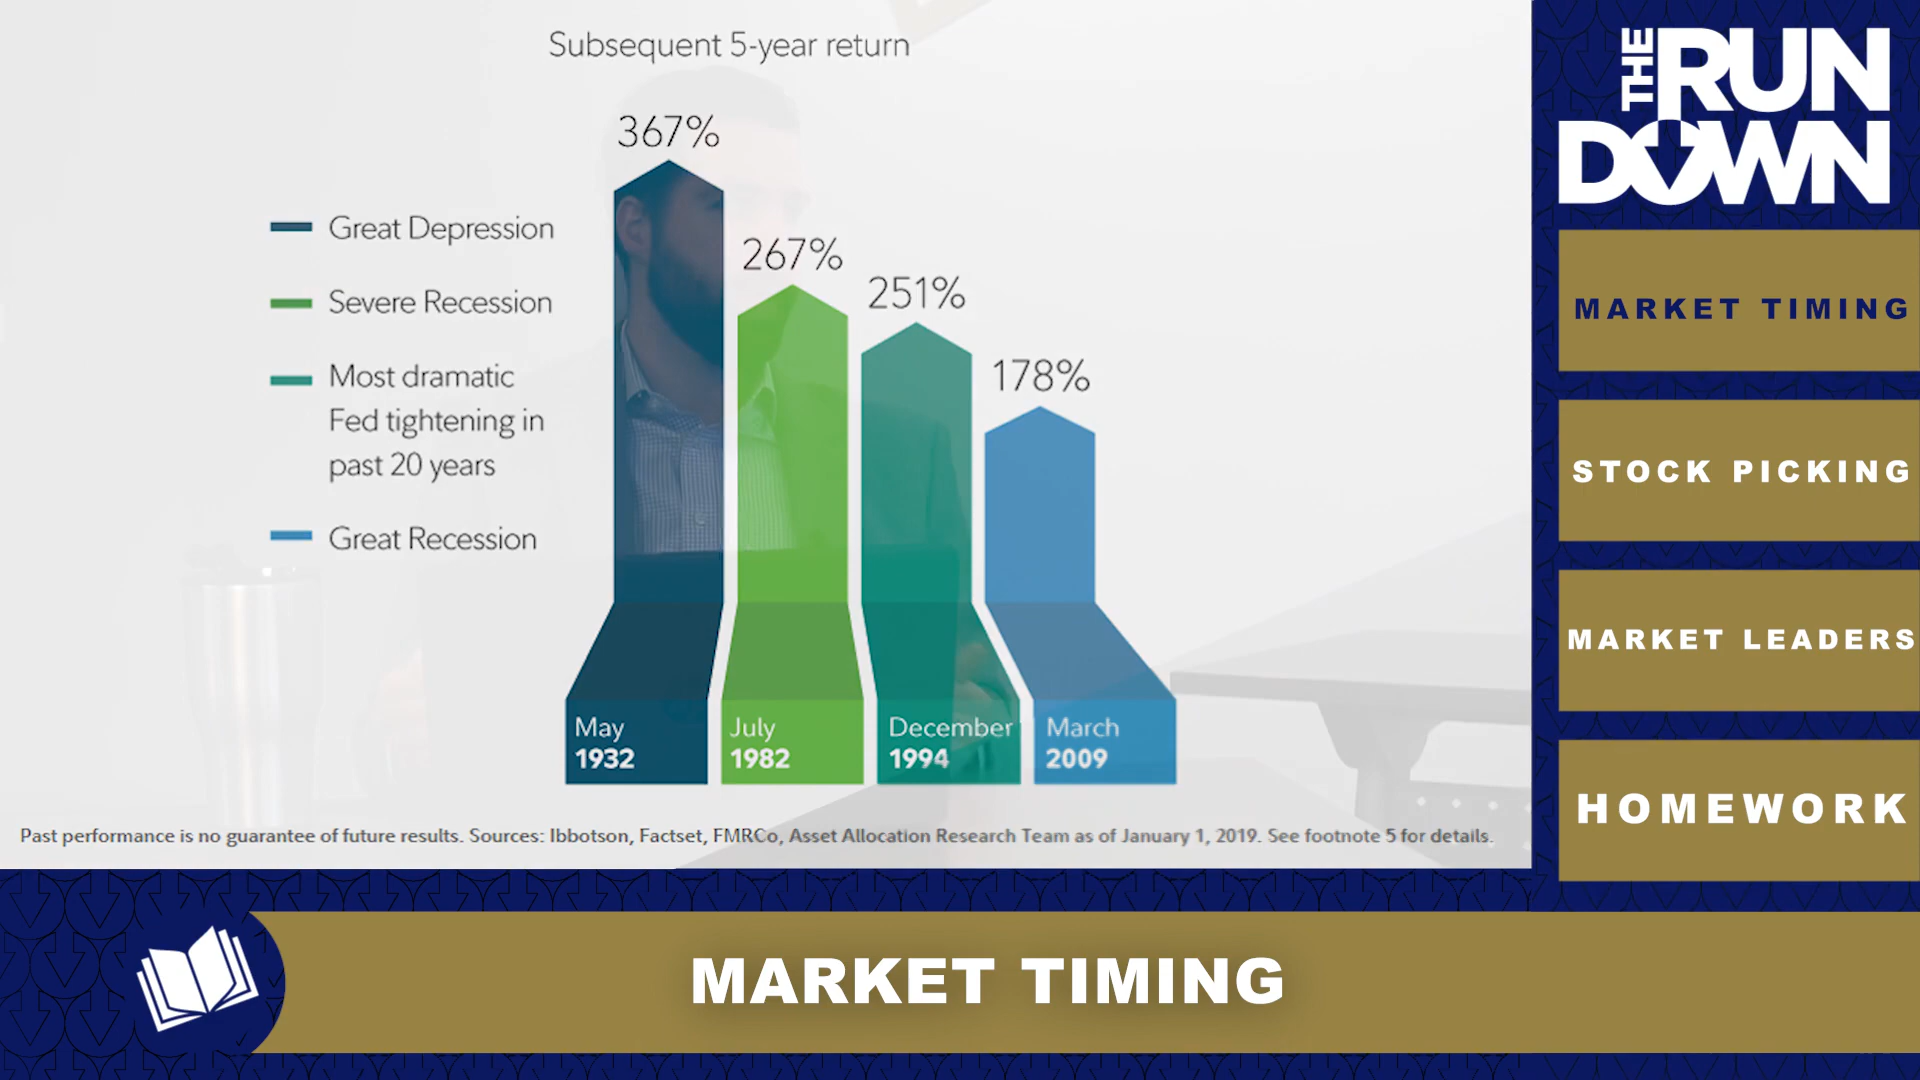 Subsequent 5-year return
367%
267%
251%
178%
Great Depression
Severe Recession
Most dramatic
Fed tightening in
past 20 years
Great Recession
May
1932
July
1982
December
1994
March
2009
Past performance is no guarantee of future results. Sources: Ibbotson, Factset, FMRCo, Asset Allocation Research Team as of January 1, 2019. See footnote 5 for details.
THE RUN
DOWN
MARKET TIMING
STOCK PICKING
MARKET LEADERS
HOMEWORK
MARKET TIMING